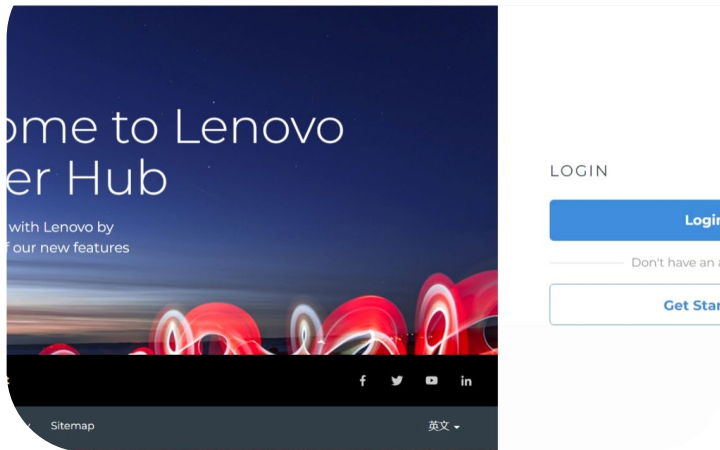 ome to Lenovo
er Hub
with Lenovo by
f our new features
LOGIN
Login
Don't have an a
Get Star
Sitemap
英文